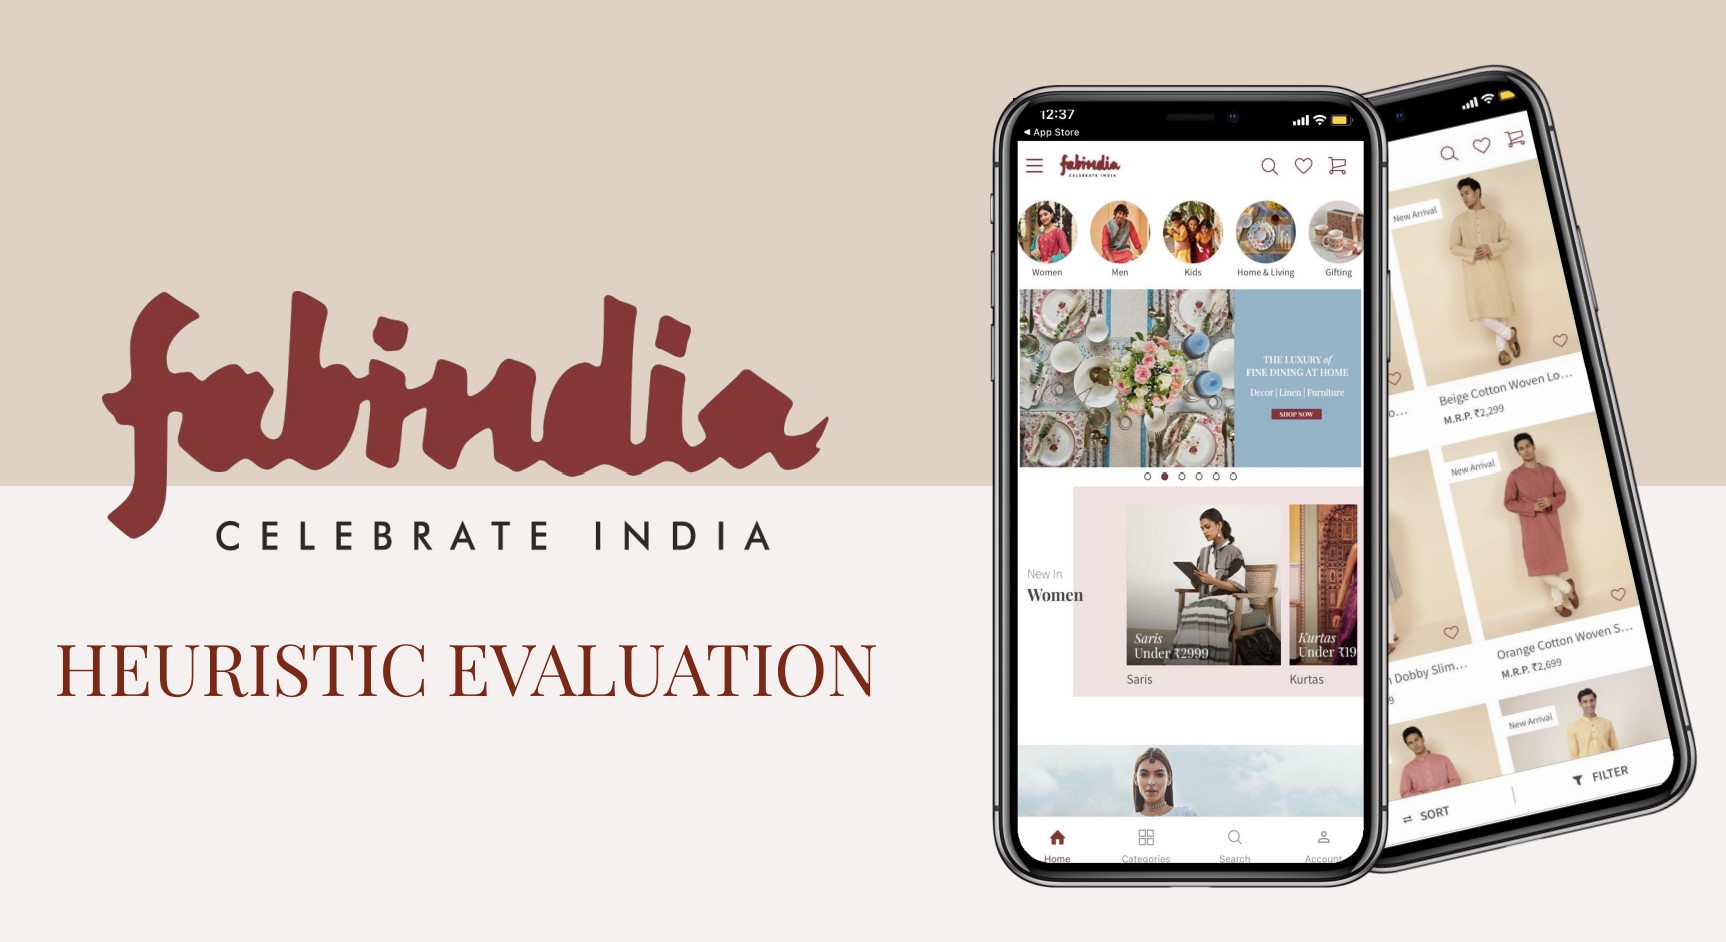 fabindia
CELEBRATE INDIA
HEURISTIC EVALUATION
12:37
◀ App Store
fabindia
CELEBRATE INDIA
Women
Men
Kids
Home & Living
Gifting
THE LUXURY of
FINE DINING AT HOME
Decor | Linen | Furniture
SHOP NOW
New In
Women
Saris
Under ₹2999
Kurtas
Under ₹19
Saris
Kurtas
Home
Categories
Search
Account
New Arrival
Beige Cotton Woven Lo...
M.R.P. ₹2,299
New Arrival
Orange Cotton Woven S...
M.R.P. ₹2,699
Dobby Slim...
New Arrival
SORT
FILTER